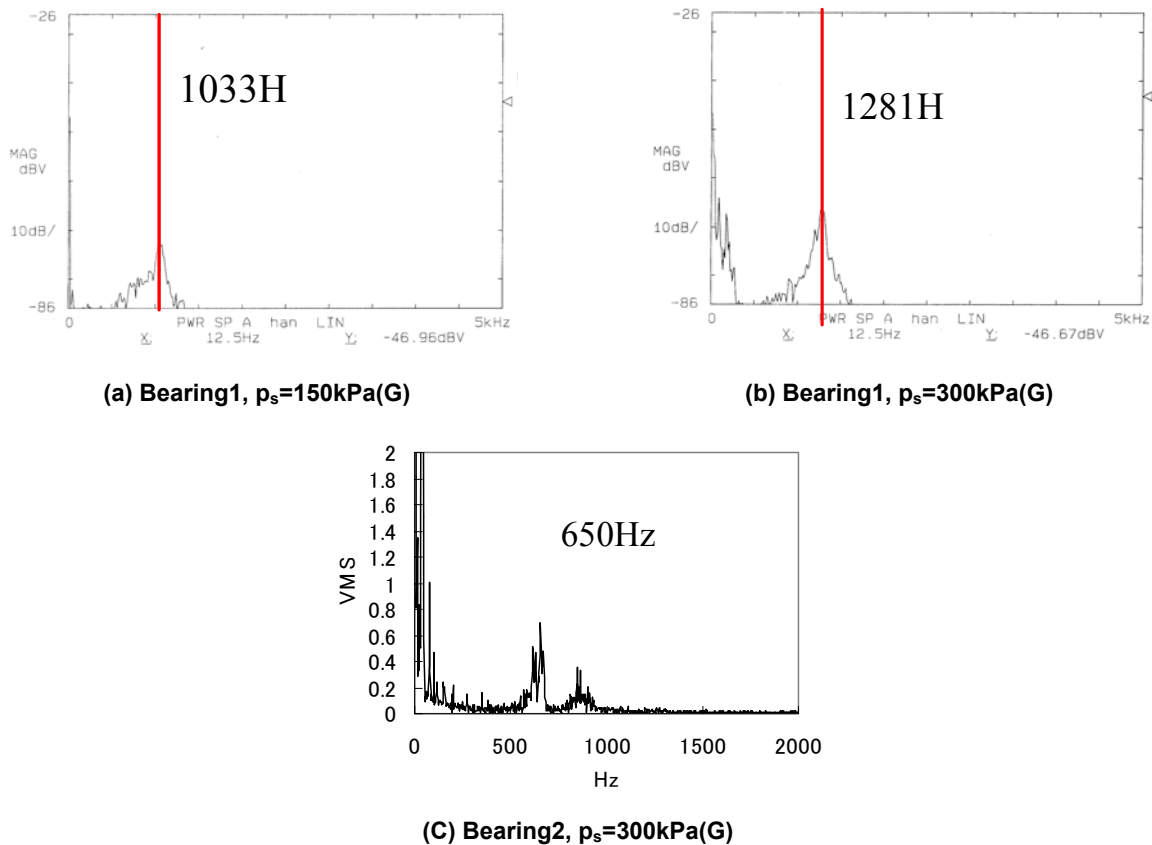 -26
1033H
MAG
dBV
10dB/
-86
0
PWR SP A han LIN
5kHz
X: 12.5Hz Y: -46.96dBV
(a) Bearing1, ps=150kPa(G)
-26
1281H
MAG
dBV
10dB/
-86
0
PWR SP A han LIN
5kHz
X: 12.5Hz Y: -46.67dBV
(b) Bearing1, ps=300kPa(G)
2
1.8
1.6
1.4
1.2
1
0.8
0.6
0.4
0.2
0
VMS
650Hz
0 500 1000 1500 2000
Hz
(C) Bearing2, ps=300kPa(G)